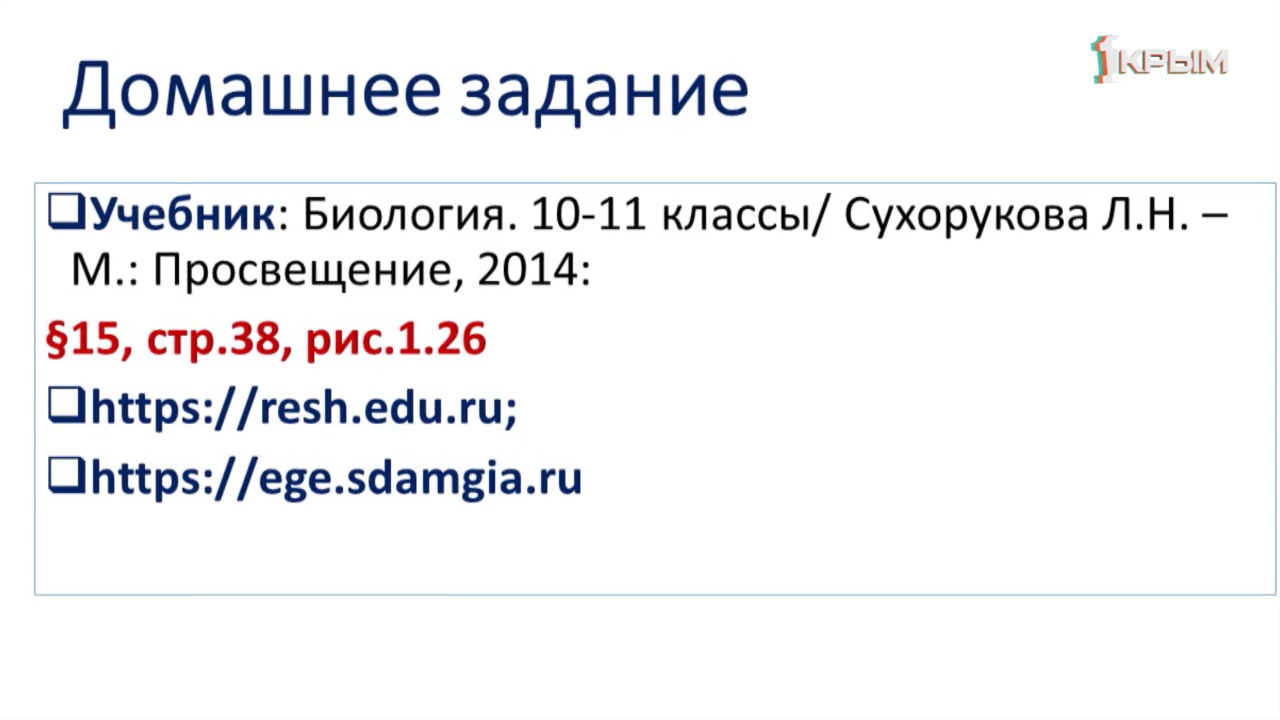 1КРЫМ
Домашнее задание
❑Учебник: Биология. 10-11 классы/ Сухорукова Л.Н. –
М.: Просвещение, 2014:
§15, стр.38, рис.1.26
❑https://resh.edu.ru;
❑https://ege.sdamgia.ru